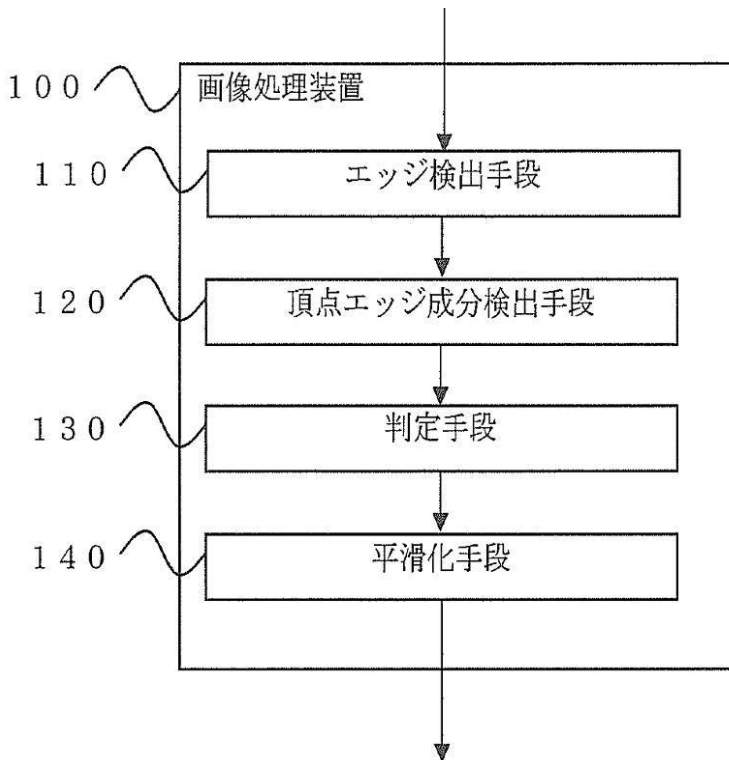 １００ 画像処理装置
１１０ エッジ検出手段
１２０ 頂点エッジ成分検出手段
１３０ 判定手段
１４０ 平滑化手段